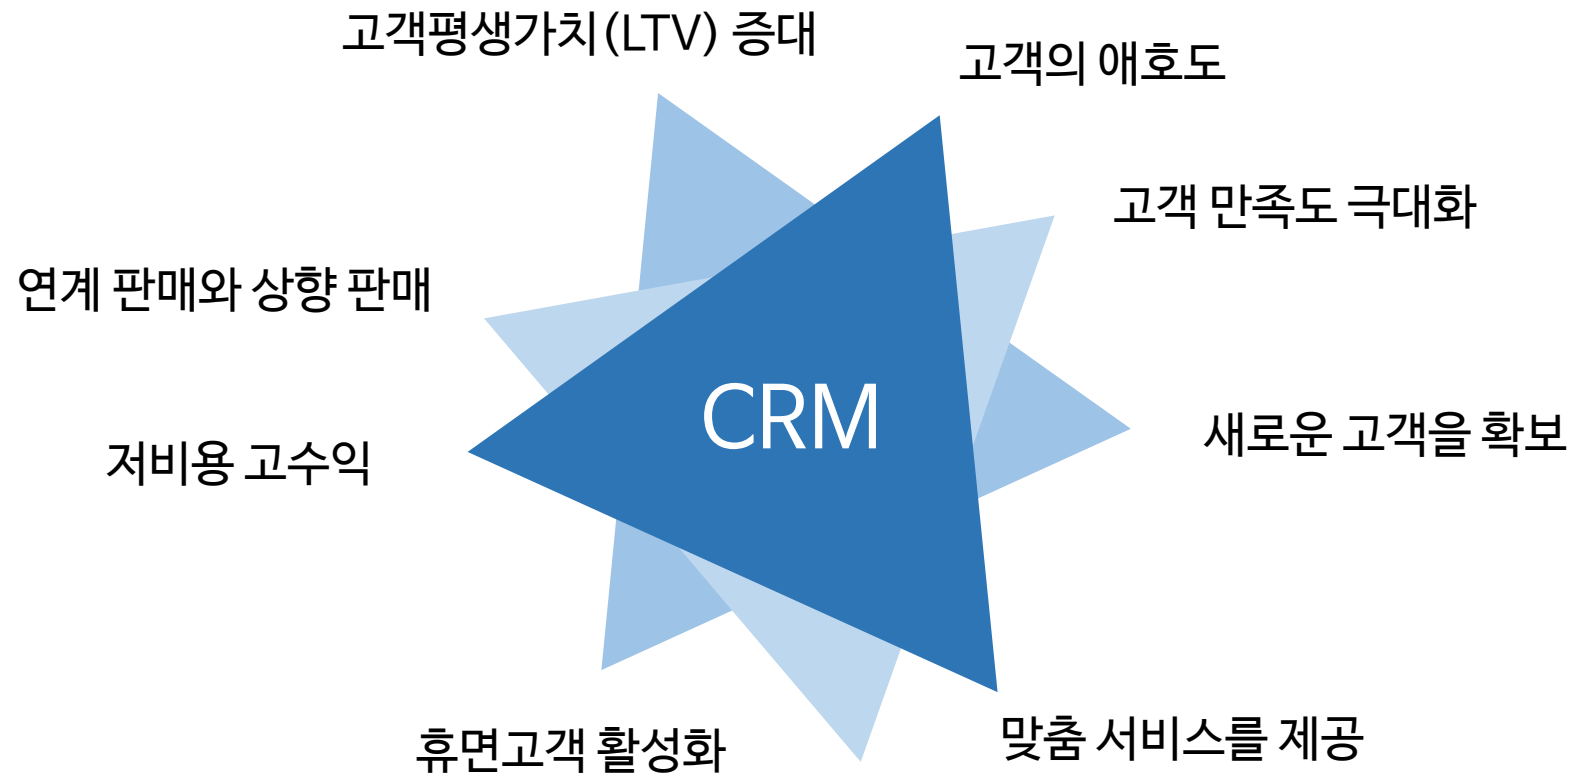 고객평생가치(LTV) 증대
고객의 애호도
고객 만족도 극대화
연계 판매와 상향 판매
CRM
새로운 고객을 확보
저비용 고수익
맞춤 서비스를 제공
휴면고객 활성화